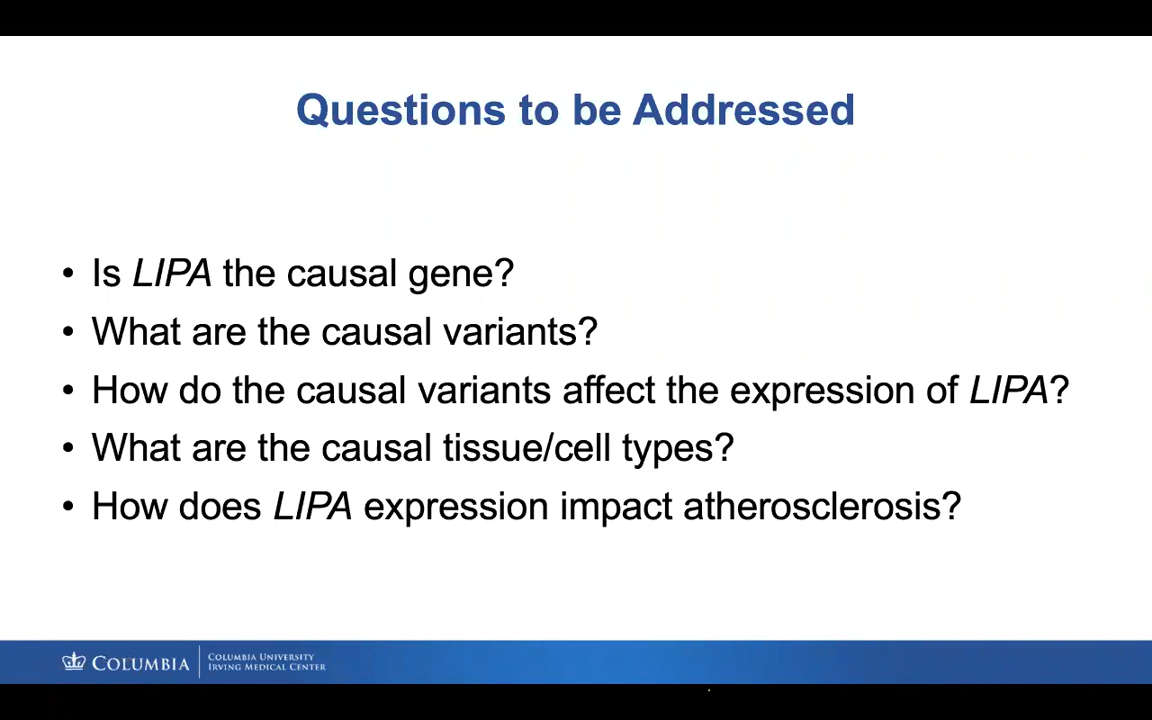 Questions to be Addressed
• Is LIPA the causal gene?
• What are the causal variants?
• How do the causal variants affect the expression of LIPA?
• What are the causal tissue/cell types?
• How does LIPA expression impact atherosclerosis?
COLUMBIA
COLUMBIA UNIVERSITY
IRVING MEDICAL CENTER